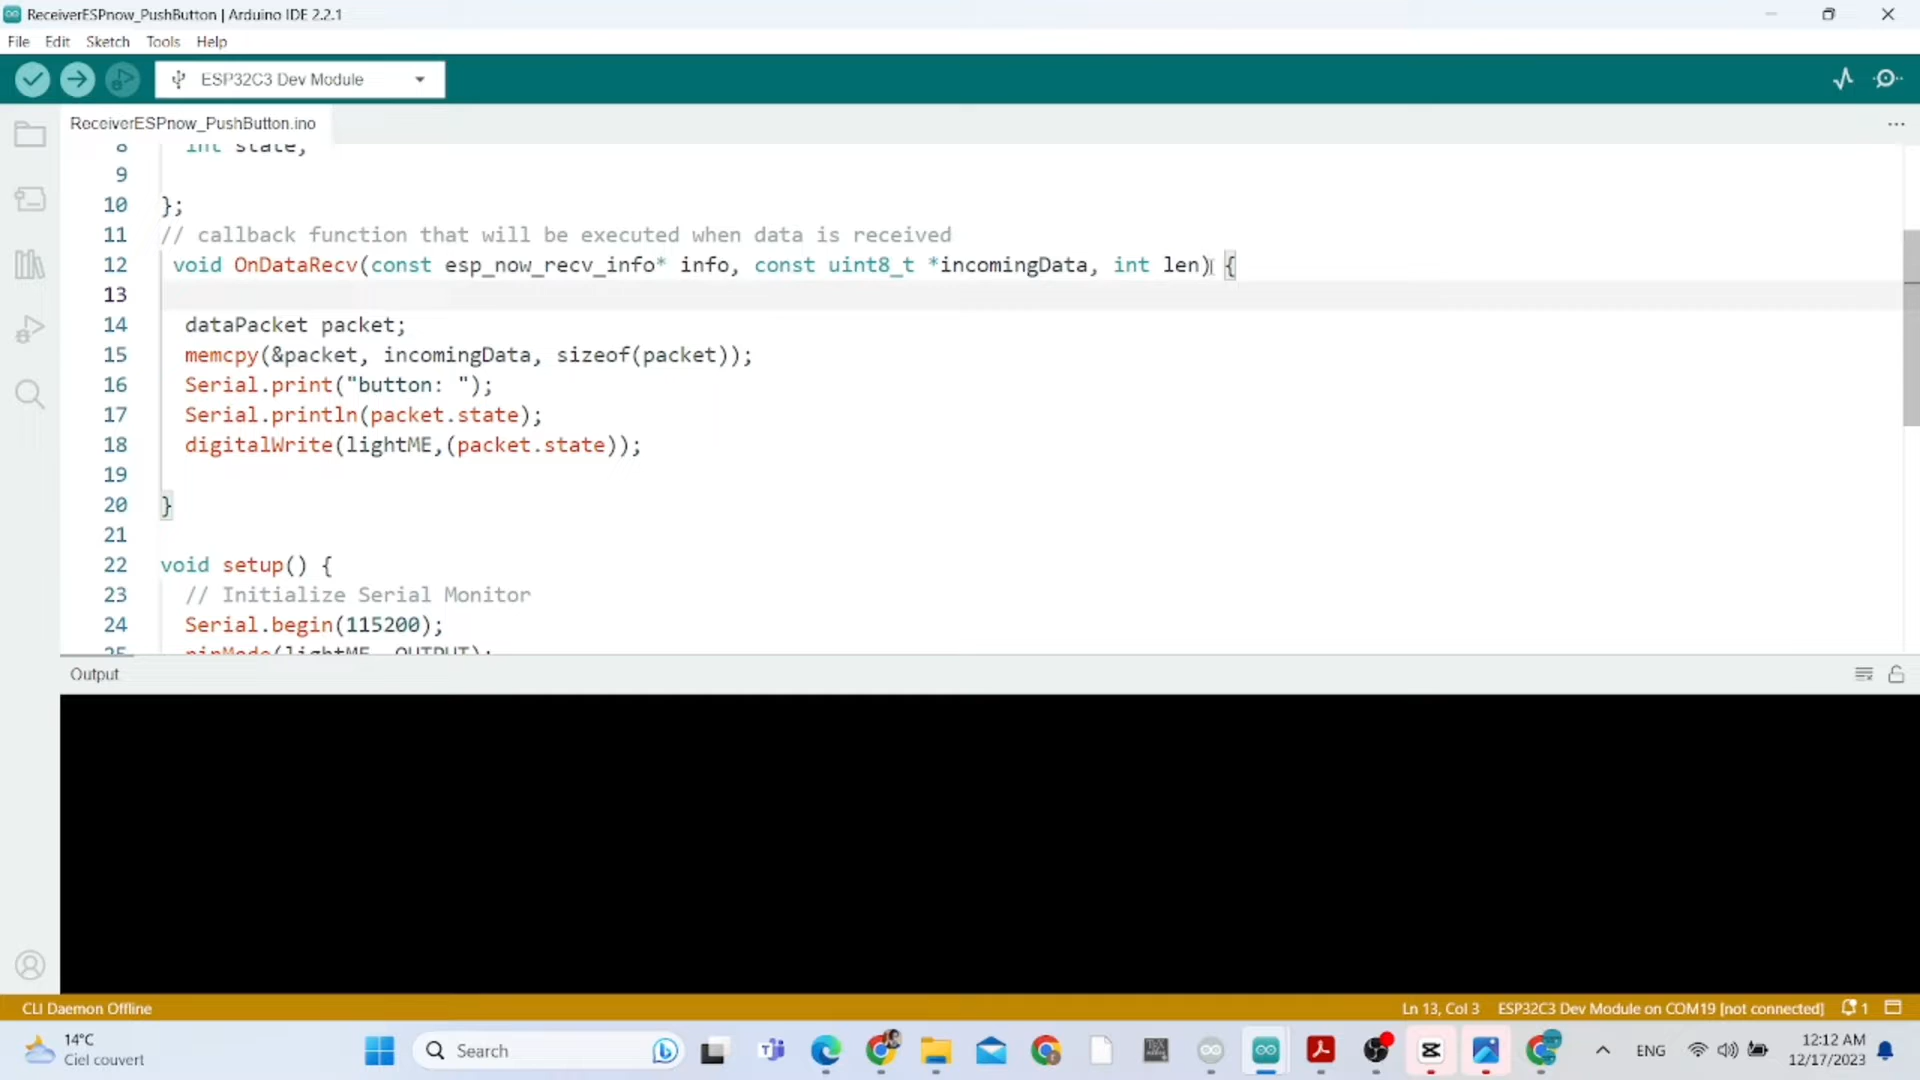 ReceiverESPnow_PushButton | Arduino IDE 2.2.1
File Edit Sketch Tools Help
ESP32C3 Dev Module
ReceiverESPnow_PushButton.ino
8 int state;
9
10 };
11 // callback function that will be executed when data is received
12 void OnDataRecv(const esp_now_recv_info* info, const uint8_t *incomingData, int len) {
13
14 dataPacket packet;
15 memcpy(&packet, incomingData, sizeof(packet));
16 Serial.print("button: ");
17 Serial.println(packet.state);
18 digitalWrite(lightME,(packet.state));
19
20 }
21
22 void setup() {
23 // Initialize Serial Monitor
24 Serial.begin(115200);
25 pinMode(lightME, OUTPUT);
Output
CLI Daemon Offline
Ln 13, Col 3 ESP32C3 Dev Module on COM19 [not connected] 1
14°C
Ciel couvert
Search
ENG
12:12 AM
12/17/2023